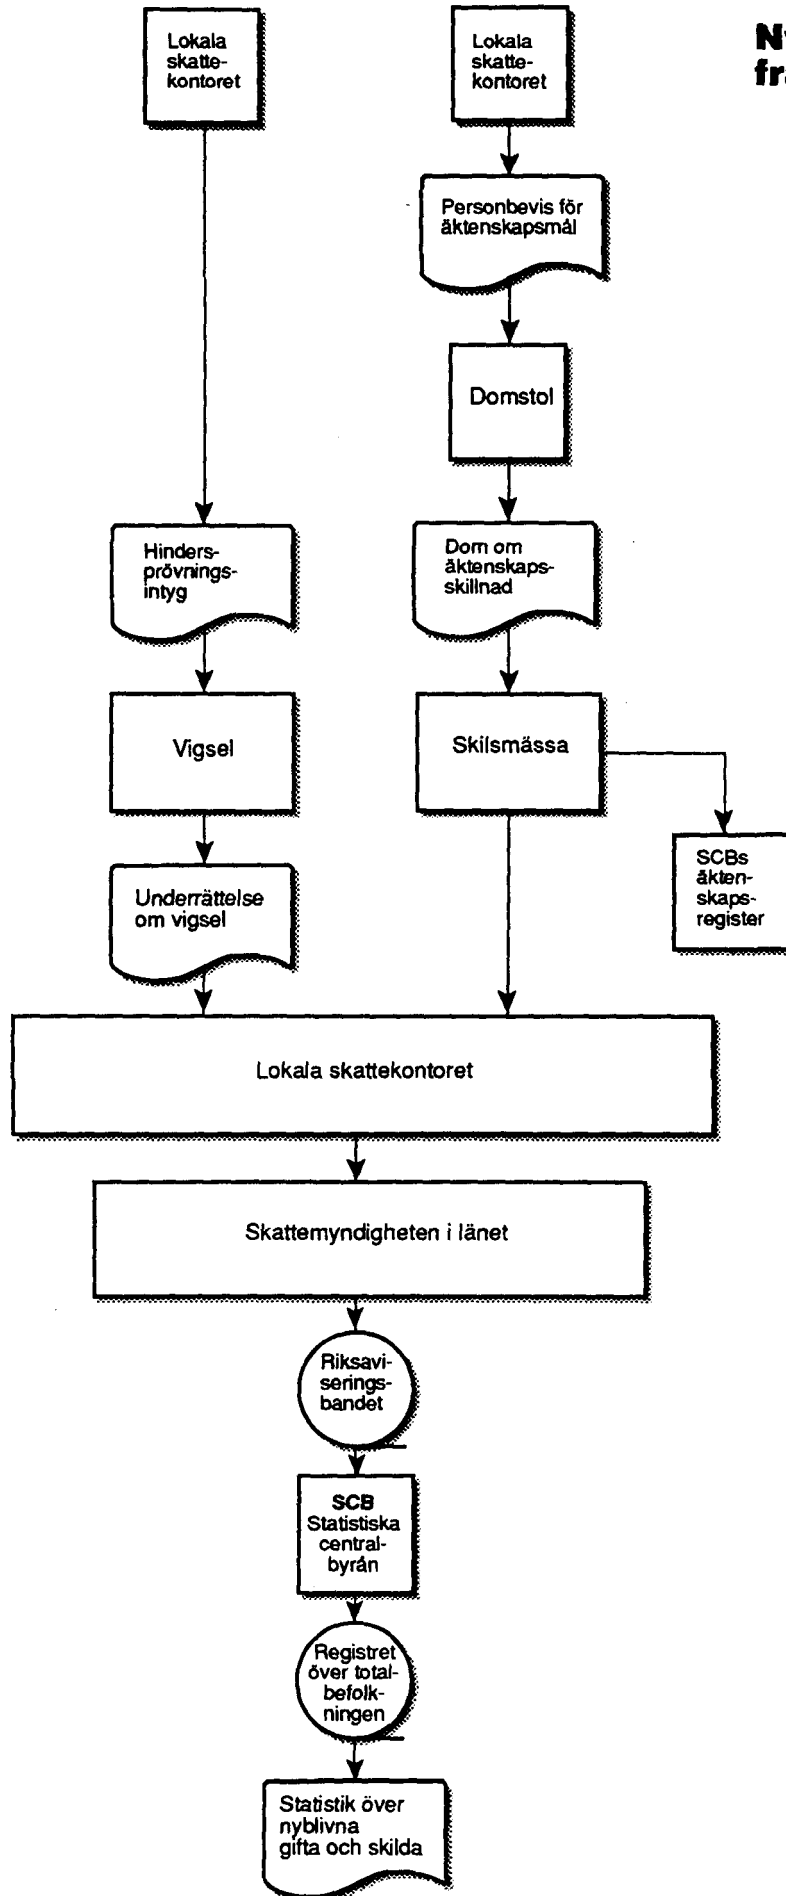 Lokala
skatte-
kontoret
Lokala
skatte-
kontoret
Personbevis för
äktenskapsmål
Domstol
Hinders-
prövnings-
intyg
Dom om
äktenskaps-
skillnad
Vigsel
Skilsmässa
Underrättelse
om vigsel
SCBs
äkten-
skaps-
register
Lokala skattekontoret
Skattemyndigheten i länet
Riksavi-
serings-
bandet
SCB
Statistiska
central-
byrån
Registret
över total-
befolk-
ningen
Statistik över
nyblivna
gifta och skilda